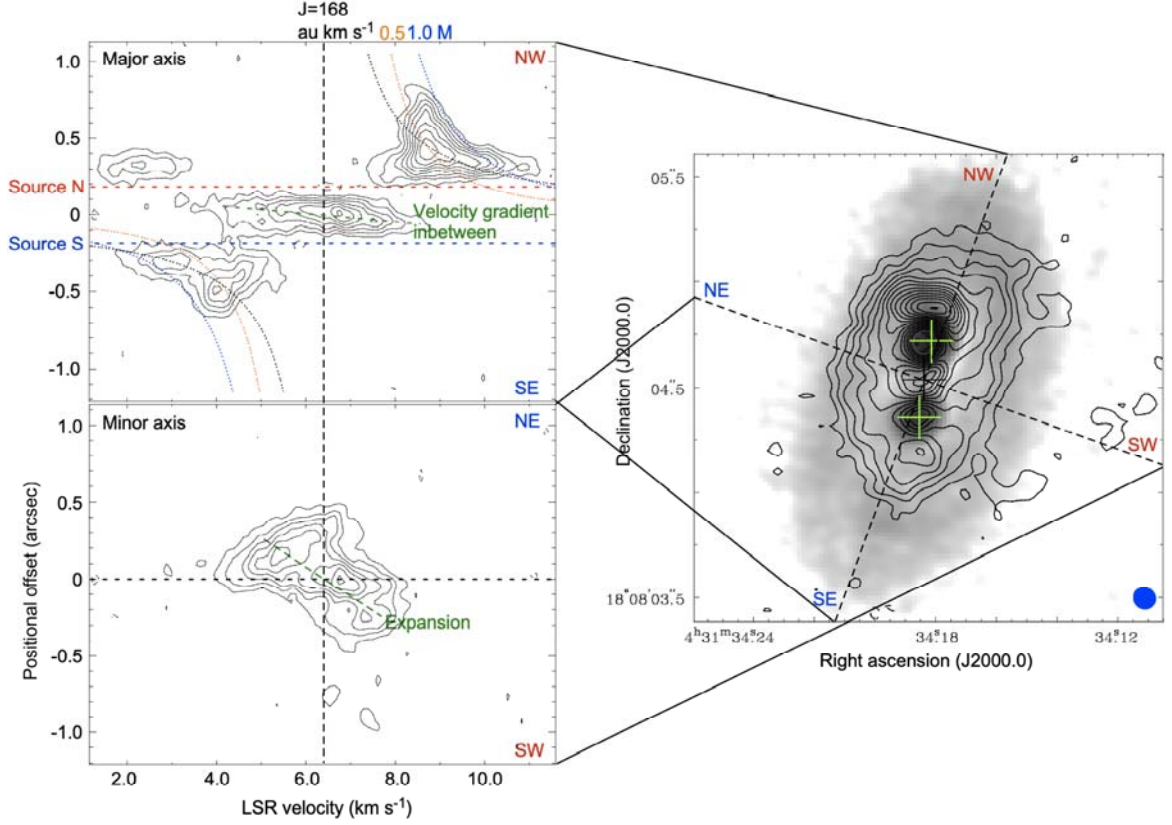 J=168
au km s⁻¹ 0.5 1.0 M
1.0
Major axis
NW
0.5
Source N
0
Velocity gradient
inbetween
Source S
-0.5
-1.0
SE
1.0
Minor axis
NE
0.5
0
Expansion
-0.5
-1.0
SW
Positional offset (arcsec)
2.0 4.0 6.0 8.0 10.0
LSR velocity (km s⁻¹)
NW
05".5
NE
04".5
SW
SE
18°08'03".5
4ʰ31ᵐ34ˢ.24 34ˢ.18 34ˢ.12
Declination (J2000.0)
Right ascension (J2000.0)